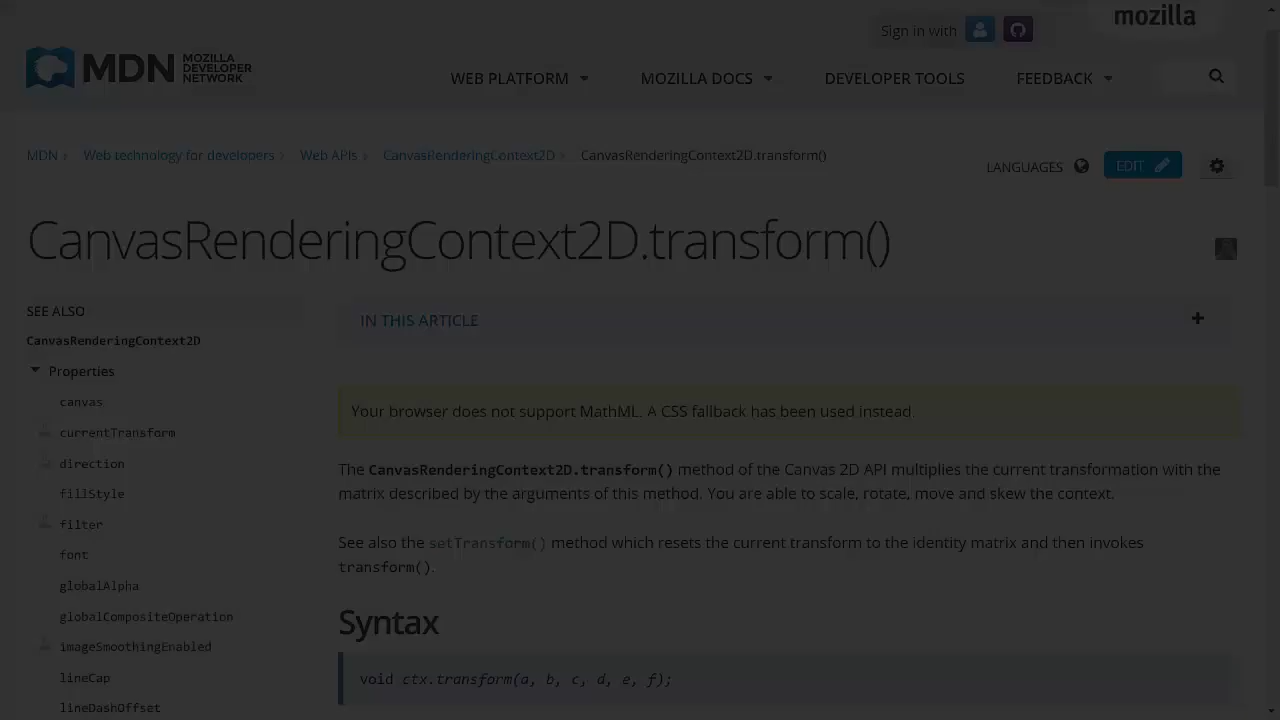 mozilla
Sign in with
MDN MOZILLA DEVELOPER NETWORK
WEB PLATFORM
MOZILLA DOCS
DEVELOPER TOOLS
FEEDBACK
MDN
Web technology for developers
Web APIs
CanvasRenderingContext2D
CanvasRenderingContext2D.transform()
LANGUAGES
EDIT
CanvasRenderingContext2D.transform()
SEE ALSO
CanvasRenderingContext2D
Properties
canvas
currentTransform
direction
fillStyle
filter
font
globalAlpha
globalCompositeOperation
imageSmoothingEnabled
lineCap
lineDashOffset
IN THIS ARTICLE
Your browser does not support MathML. A CSS fallback has been used instead.
The CanvasRenderingContext2D.transform() method of the Canvas 2D API multiplies the current transformation with the
matrix described by the arguments of this method. You are able to scale, rotate, move and skew the context.
See also the setTransform() method which resets the current transform to the identity matrix and then invokes
transform().
Syntax
void ctx.transform(a, b, c, d, e, f);